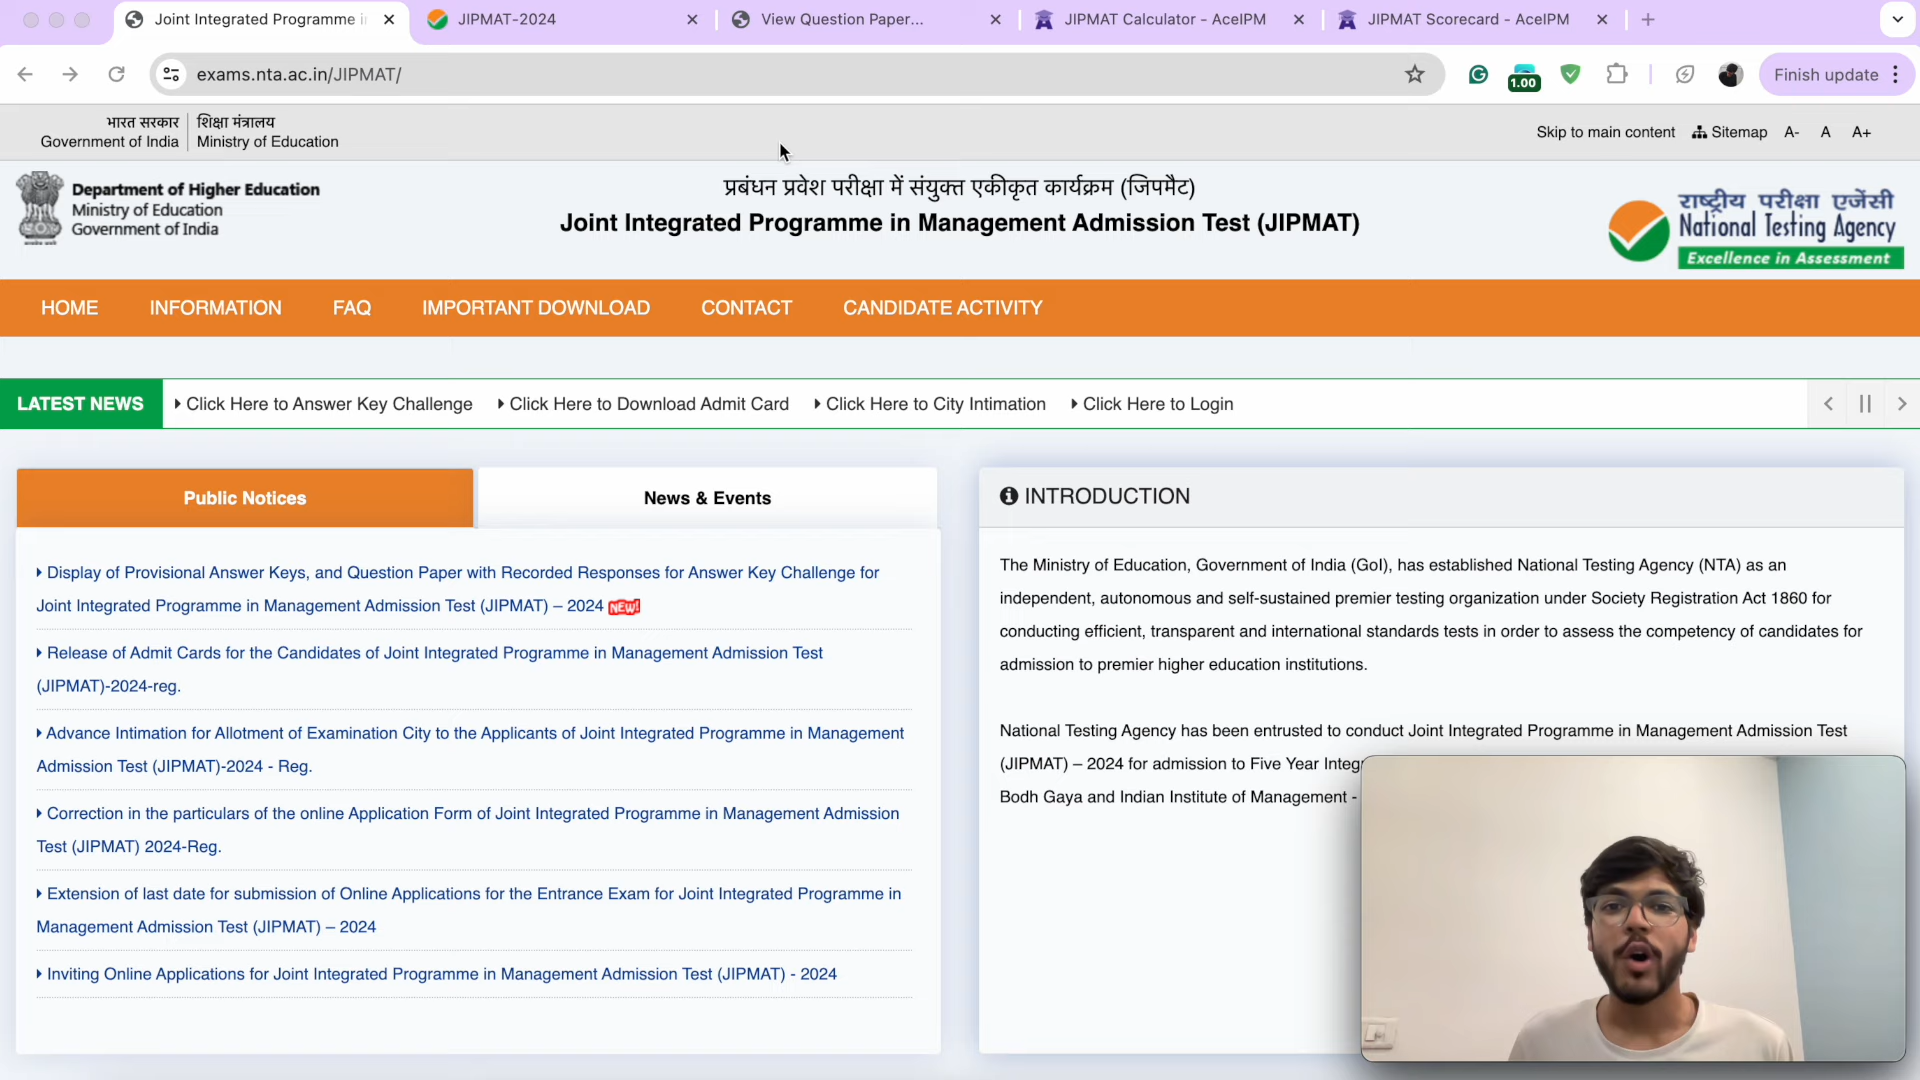 Joint Integrated Programme i
JIPMAT-2024
View Question Paper...
JIPMAT Calculator - AceIPM
JIPMAT Scorecard - AceIPM
exams.nta.ac.in/JIPMAT/
1.00
Finish update
भारत सरकार
Government of India
शिक्षा मंत्रालय
Ministry of Education
Skip to main content
Sitemap
A-
A
A+
Department of Higher Education
Ministry of Education
Government of India
प्रबंधन प्रवेश परीक्षा में संयुक्त एकीकृत कार्यक्रम (जिपमैट)
Joint Integrated Programme in Management Admission Test (JIPMAT)
राष्ट्रीय परीक्षा एजेंसी
National Testing Agency
Excellence in Assessment
HOME
INFORMATION
FAQ
IMPORTANT DOWNLOAD
CONTACT
CANDIDATE ACTIVITY
LATEST NEWS
Click Here to Answer Key Challenge
Click Here to Download Admit Card
Click Here to City Intimation
Click Here to Login
Public Notices
News & Events
Display of Provisional Answer Keys, and Question Paper with Recorded Responses for Answer Key Challenge for
Joint Integrated Programme in Management Admission Test (JIPMAT) – 2024 NEW!
Release of Admit Cards for the Candidates of Joint Integrated Programme in Management Admission Test
(JIPMAT)-2024-reg.
Advance Intimation for Allotment of Examination City to the Applicants of Joint Integrated Programme in Management
Admission Test (JIPMAT)-2024 - Reg.
Correction in the particulars of the online Application Form of Joint Integrated Programme in Management Admission
Test (JIPMAT) 2024-Reg.
Extension of last date for submission of Online Applications for the Entrance Exam for Joint Integrated Programme in
Management Admission Test (JIPMAT) – 2024
Inviting Online Applications for Joint Integrated Programme in Management Admission Test (JIPMAT) - 2024
INTRODUCTION
The Ministry of Education, Government of India (GoI), has established National Testing Agency (NTA) as an
independent, autonomous and self-sustained premier testing organization under Society Registration Act 1860 for
conducting efficient, transparent and international standards tests in order to assess the competency of candidates for
admission to premier higher education institutions.
National Testing Agency has been entrusted to conduct Joint Integrated Programme in Management Admission Test
(JIPMAT) – 2024 for admission to Five Year Integ
Bodh Gaya and Indian Institute of Management -